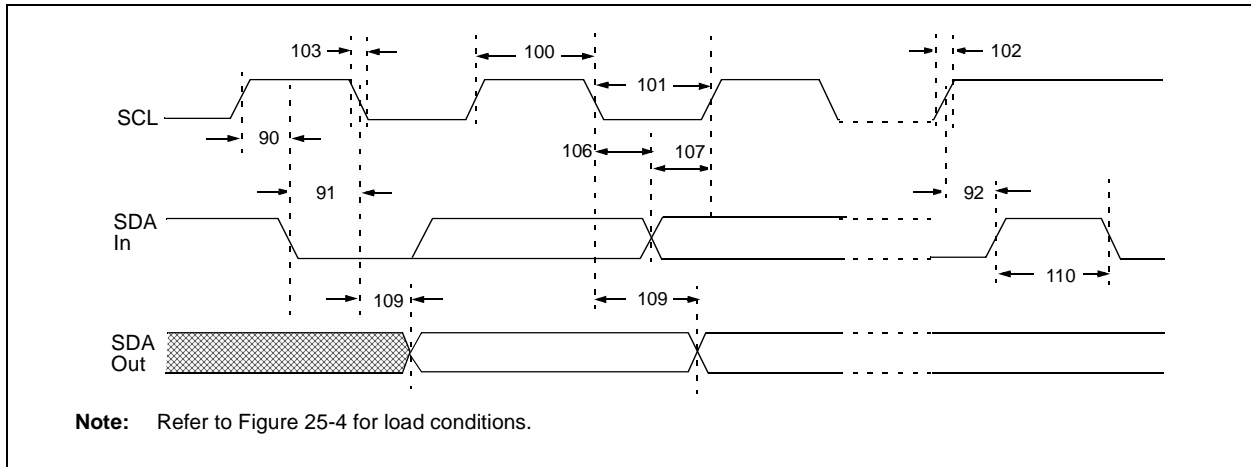 103
100
102
101
SCL
90
106
107
91
92
SDA
In
110
109
109
SDA
Out
Note: Refer to Figure 25-4 for load conditions.